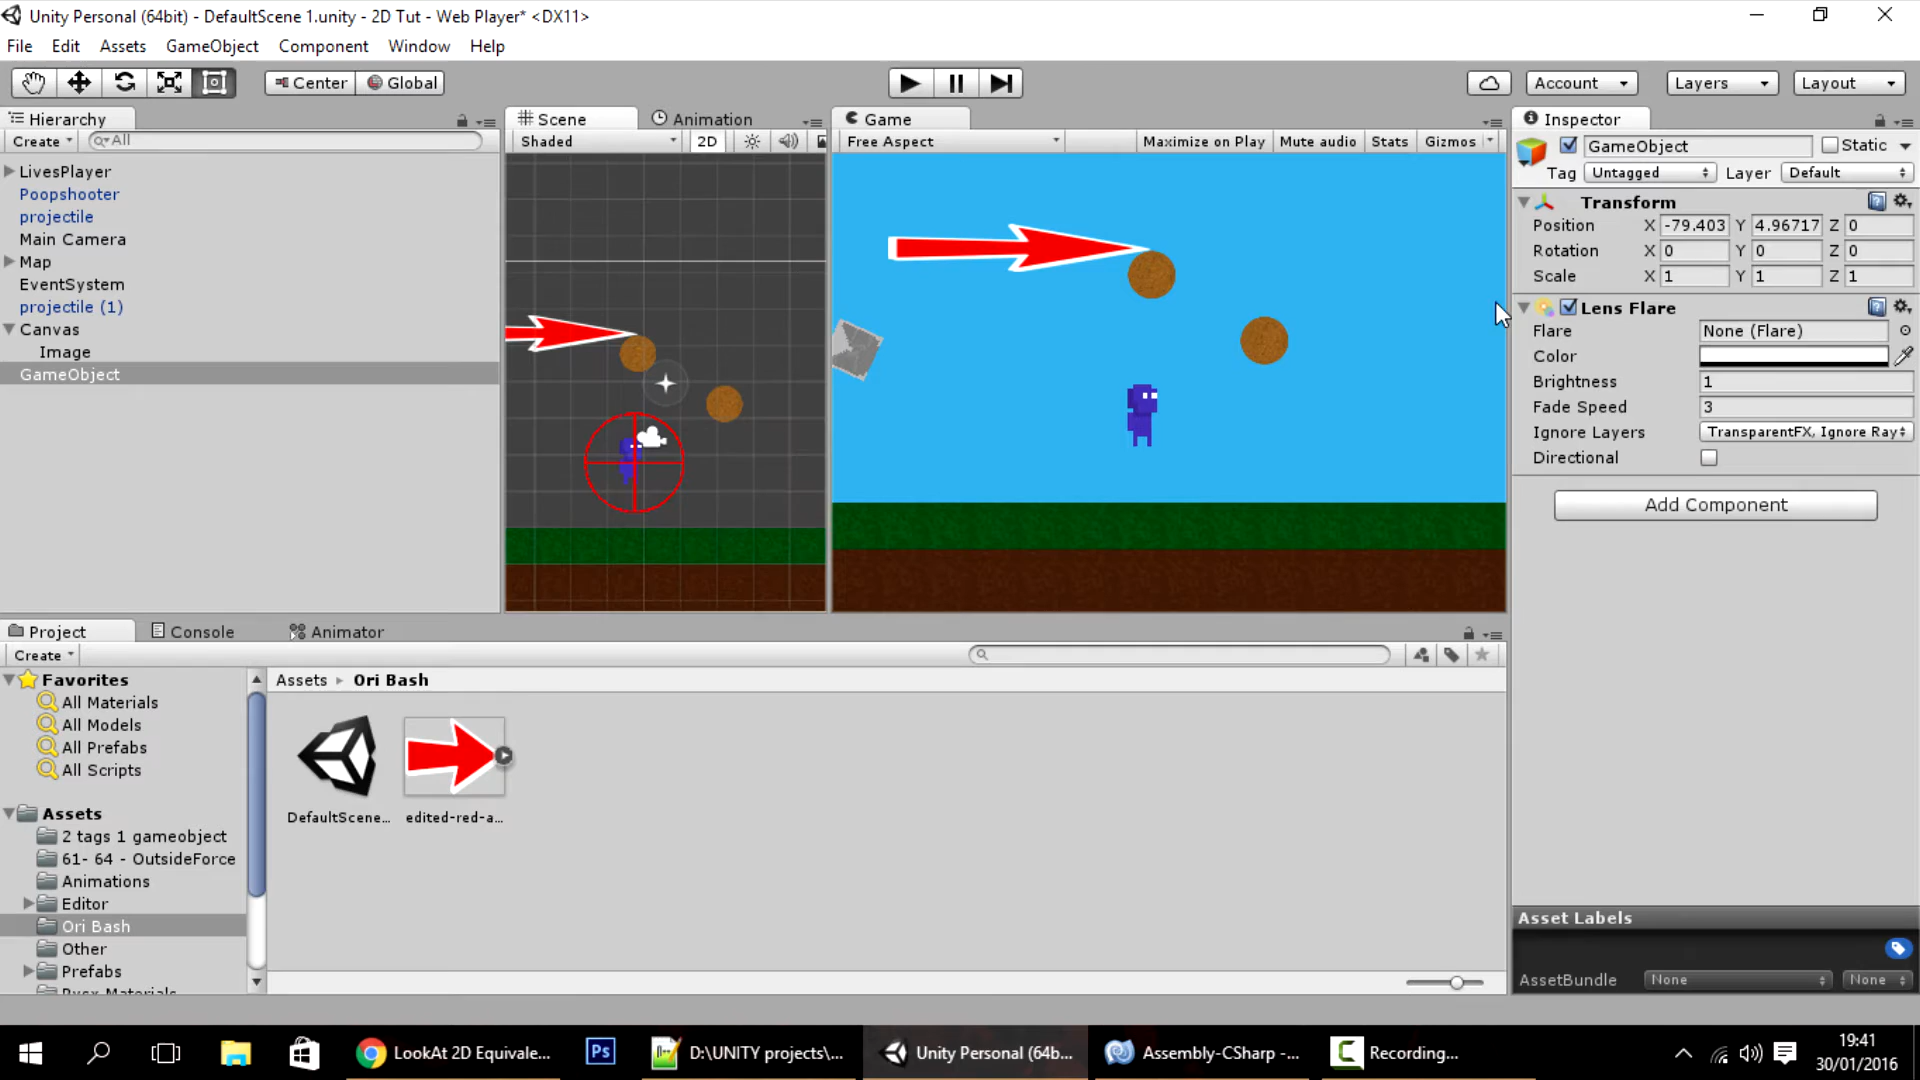 Unity Personal (64bit) - DefaultScene 1.unity - 2D Tut - Web Player* <DX11>
File Edit Assets GameObject Component Window Help
Center Global Account Layers Layout
Hierarchy Scene Animation Game Inspector
Create All Shaded 2D Free Aspect Maximize on Play Mute audio Stats Gizmos
GameObject Static
Tag Untagged Layer Default
LivesPlayer
Poopshooter
projectile
Main Camera
Map
EventSystem
projectile (1)
Canvas
Image
GameObject
Transform
Position X -79.403 Y 4.96717 Z 0
Rotation X 0 Y 0 Z 0
Scale X 1 Y 1 Z 1
Lens Flare
Flare None (Flare)
Color
Brightness 1
Fade Speed 3
Ignore Layers TransparentFX, Ignore Ray
Directional
Add Component
Project Console Animator
Create
Favorites
All Materials
All Models
All Prefabs
All Scripts
Assets
2 tags 1 gameobject
61- 64 - OutsideForce
Animations
Editor
Ori Bash
Other
Prefabs
Assets Ori Bash
DefaultScene... edited-red-a...
Asset Labels
AssetBundle None None
LookAt 2D Equivale... Ps D:\UNITY projects\... Unity Personal (64b... Assembly-CSharp -... Recording...
19:41
30/01/2016